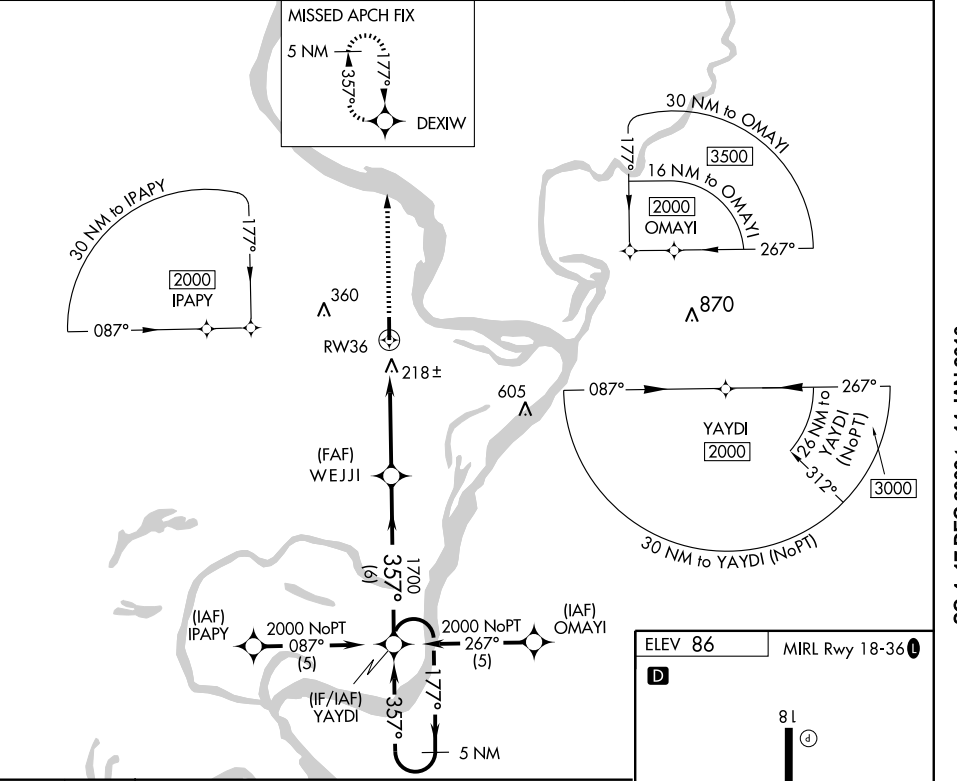 MISSED APCH FIX
5 NM
357°
177°
DEXIW
30 NM to IPAPY
177°
2000
IPAPY
087°
30 NM to OMAYI
177°
3500
16 NM to OMAYI
2000
OMAYI
267°
360
RW36
218±
870
605
087°
267°
YAYDI
2000
26 NM to
YAYDI
(NoPT)
312°
3000
30 NM to YAYDI (NoPT)
(FAF)
WEJJI
357°
(6)
1700
(IAF)
IPAPY
2000 NoPT
087°
(5)
2000 NoPT
267°
(5)
(IAF)
OMAYI
(IF/IAF)
YAYDI
357°
177°
5 NM
ELEV 86
MIRL Rwy 18-36 L
D
18
P